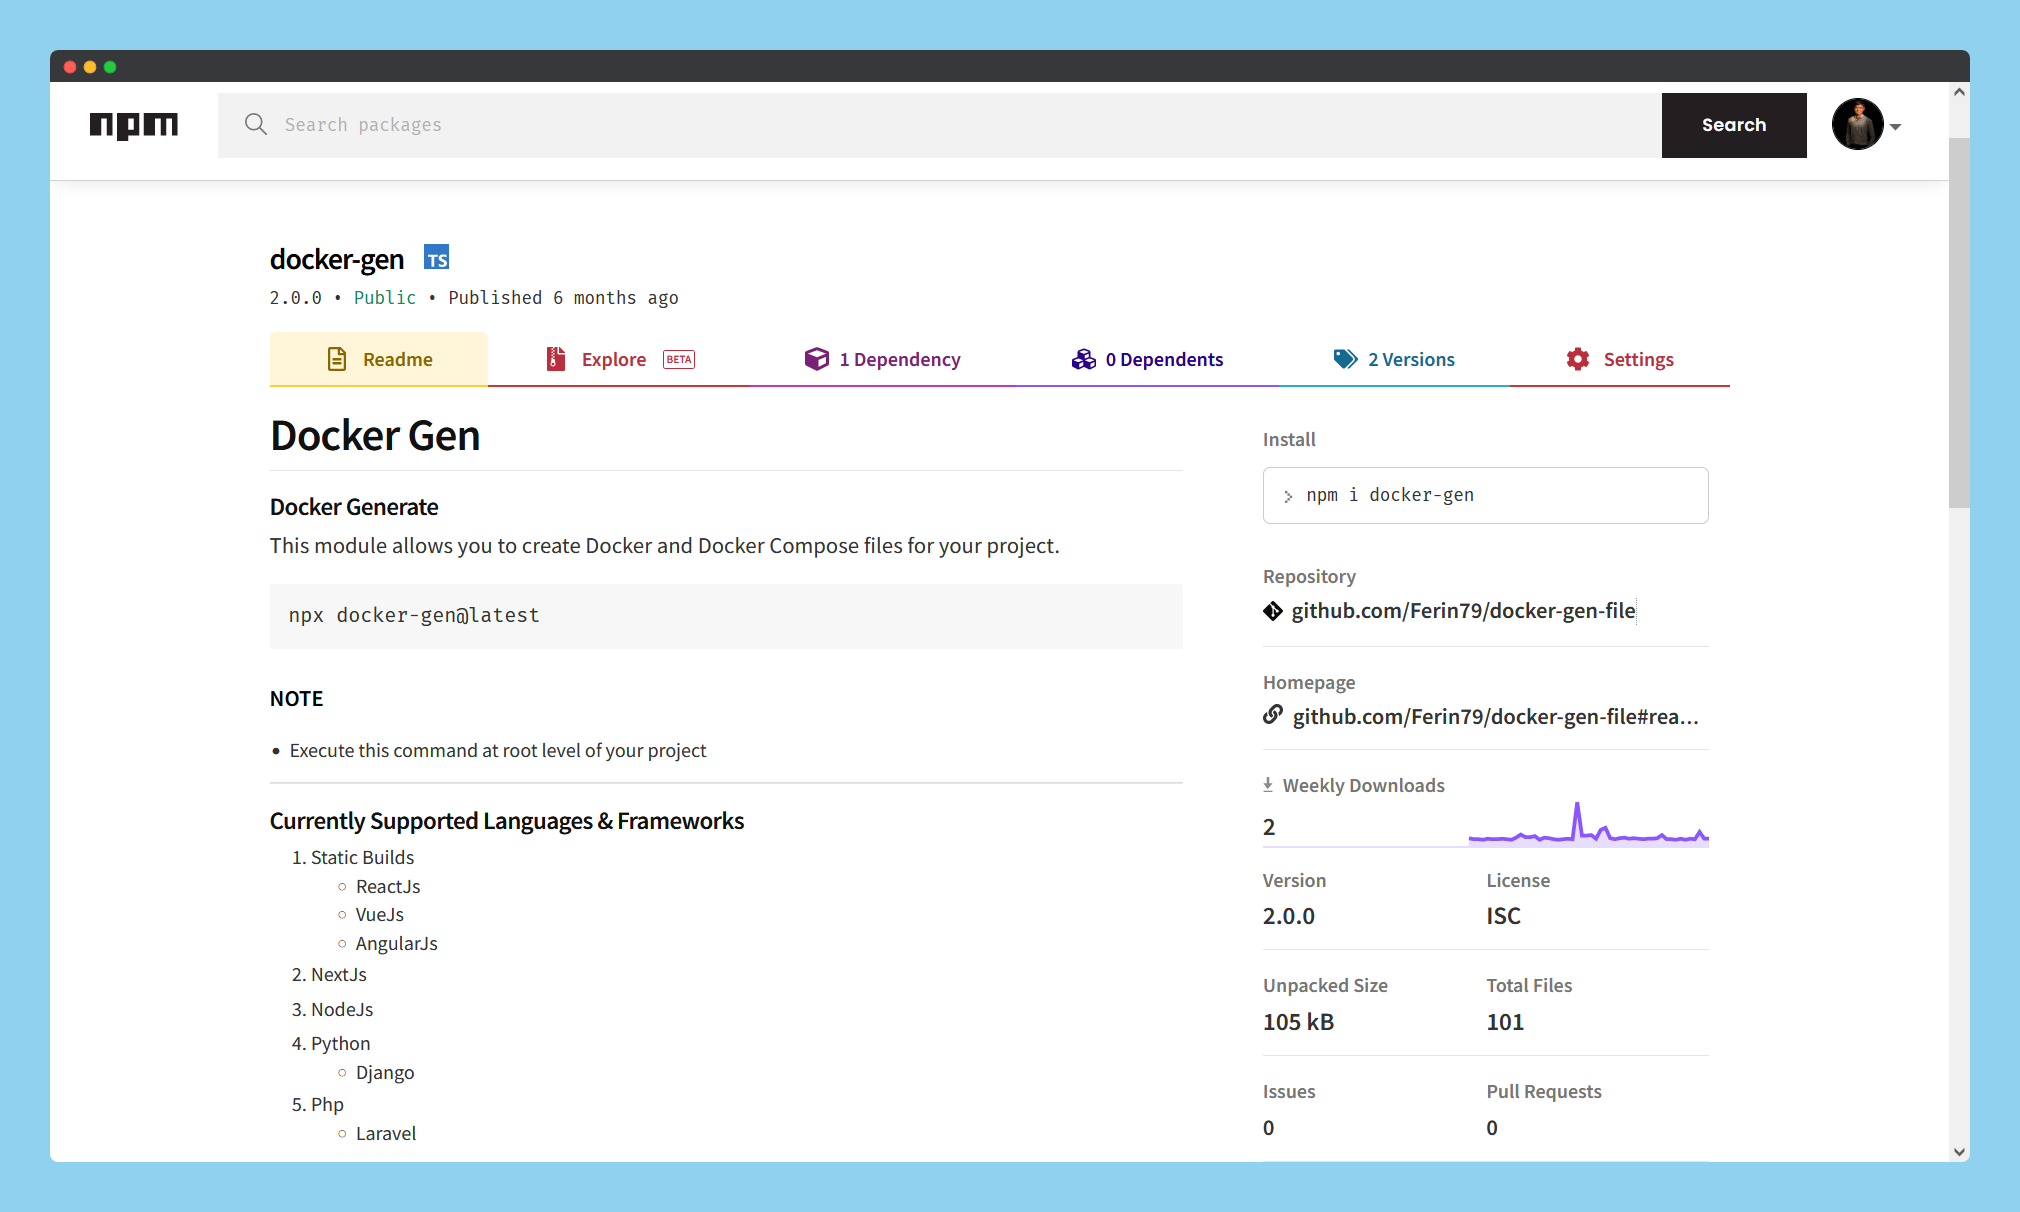 npm
Search packages
Search
docker-gen TS
2.0.0 • Public • Published 6 months ago
Readme
Explore BETA
1 Dependency
0 Dependents
2 Versions
Settings
Docker Gen
Docker Generate
This module allows you to create Docker and Docker Compose files for your project.
npx docker-gen@latest
NOTE
• Execute this command at root level of your project
Currently Supported Languages & Frameworks
1. Static Builds
○ ReactJs
○ VueJs
○ AngularJs
2. NextJs
3. NodeJs
4. Python
○ Django
5. Php
○ Laravel
Install
> npm i docker-gen
Repository
github.com/Ferin79/docker-gen-file
Homepage
github.com/Ferin79/docker-gen-file#rea...
Weekly Downloads
2
Version
2.0.0
License
ISC
Unpacked Size
105 kB
Total Files
101
Issues
0
Pull Requests
0